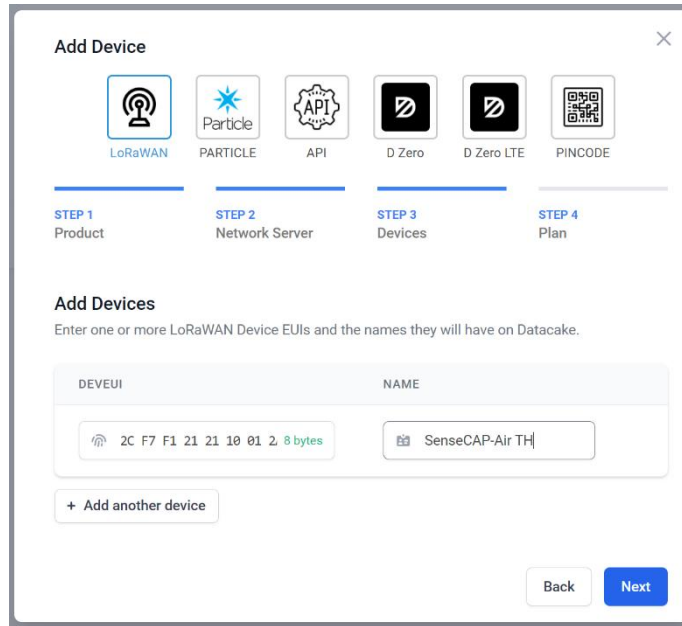 Add Device
Particle
API
LoRaWAN PARTICLE API D Zero D Zero LTE PINCODE
STEP 1 STEP 2 STEP 3 STEP 4
Product Network Server Devices Plan
Add Devices
Enter one or more LoRaWAN Device EUIs and the names they will have on Datacake.
DEVEUI NAME
2C F7 F1 21 21 10 01 8 bytes SenseCAP-Air TH
+ Add another device
Back Next